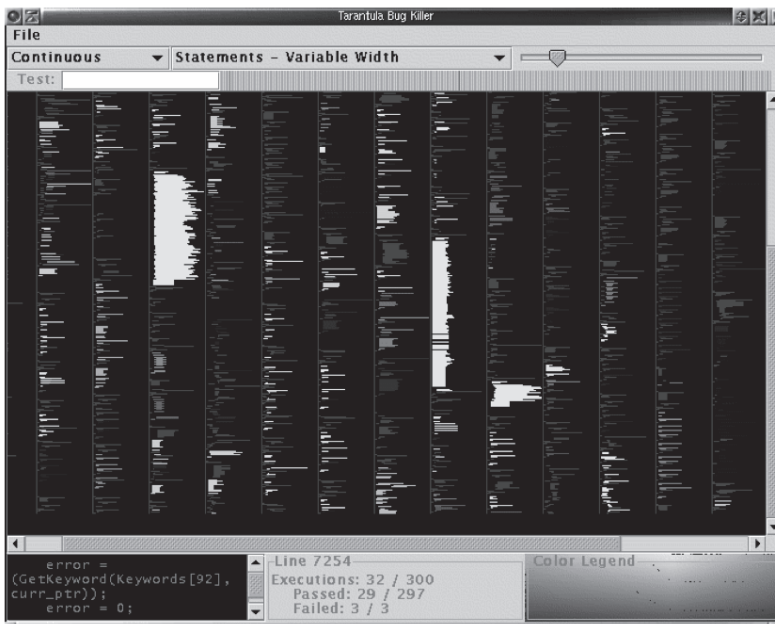 Tarantula Bug Killer
File
Continuous
Statements - Variable Width
Test:
error =
(GetKeyword(Keywords[92],
curr_ptr));
error = 0;
Line 7254
Executions: 32 / 300
Passed: 29 / 297
Failed: 3 / 3
Color Legend